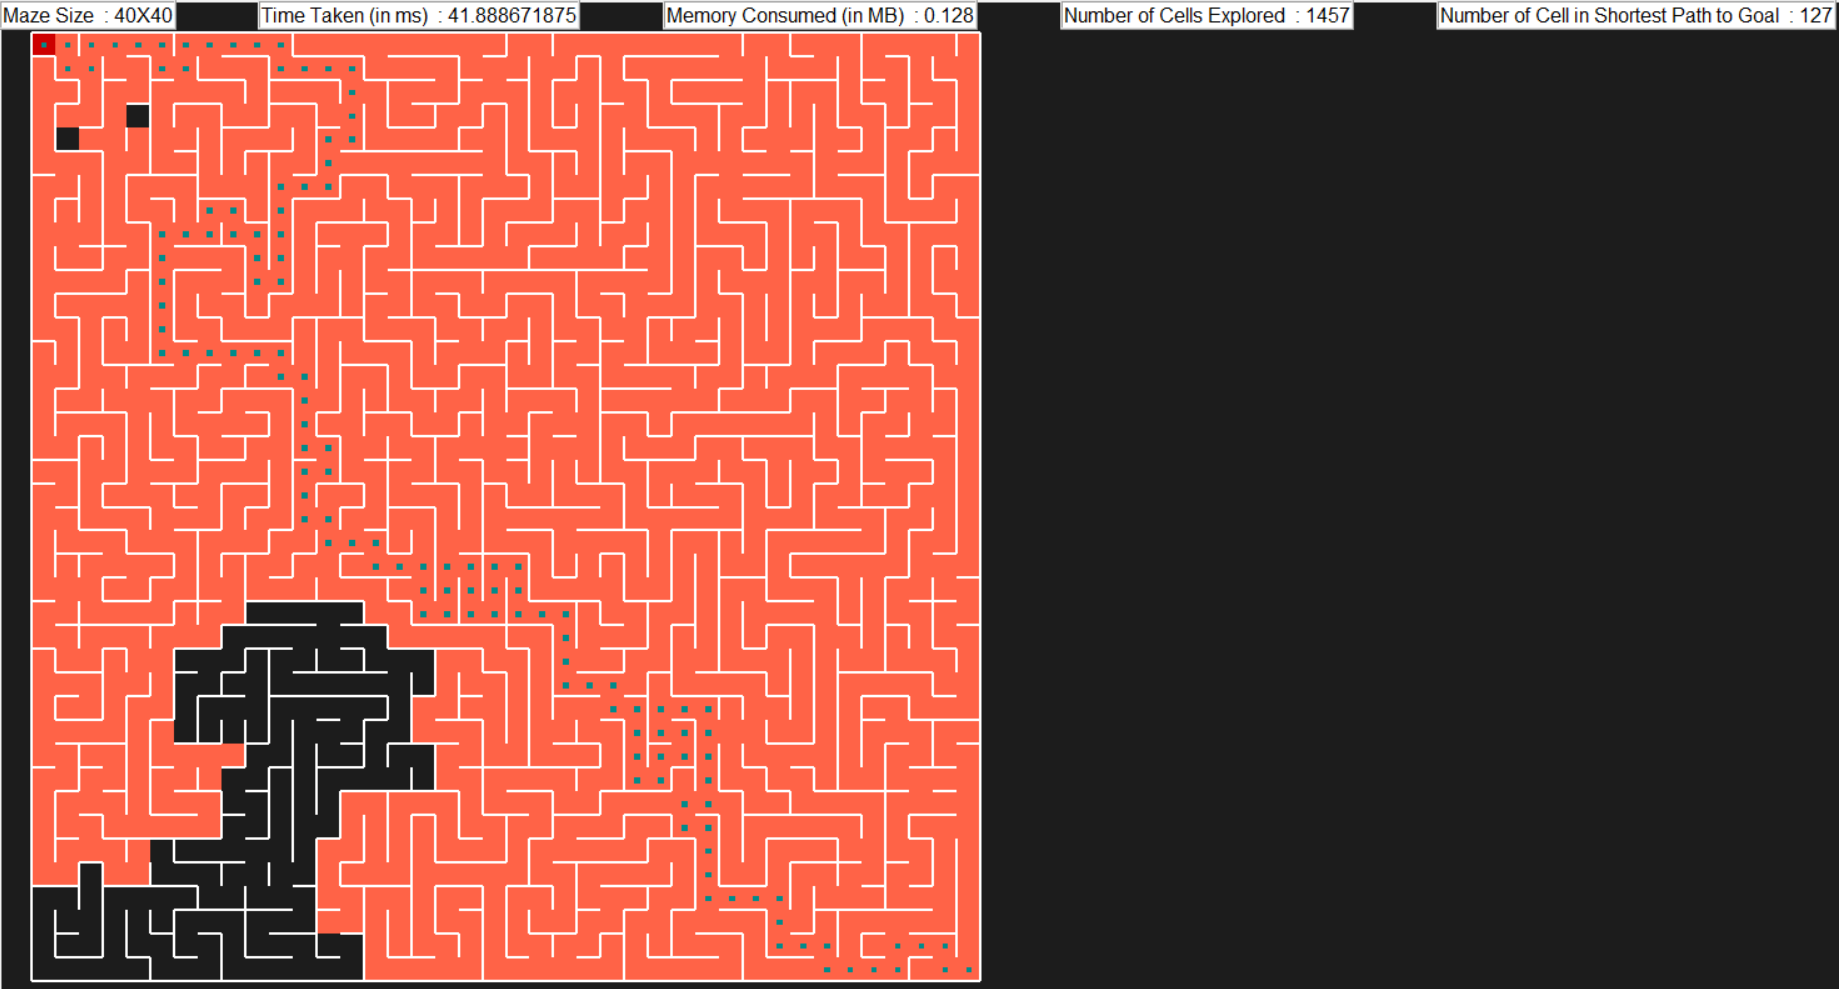 Maze Size : 40X40
Time Taken (in ms) : 41.888671875
Memory Consumed (in MB) : 0.128
Number of Cells Explored : 1457
Number of Cell in Shortest Path to Goal : 127